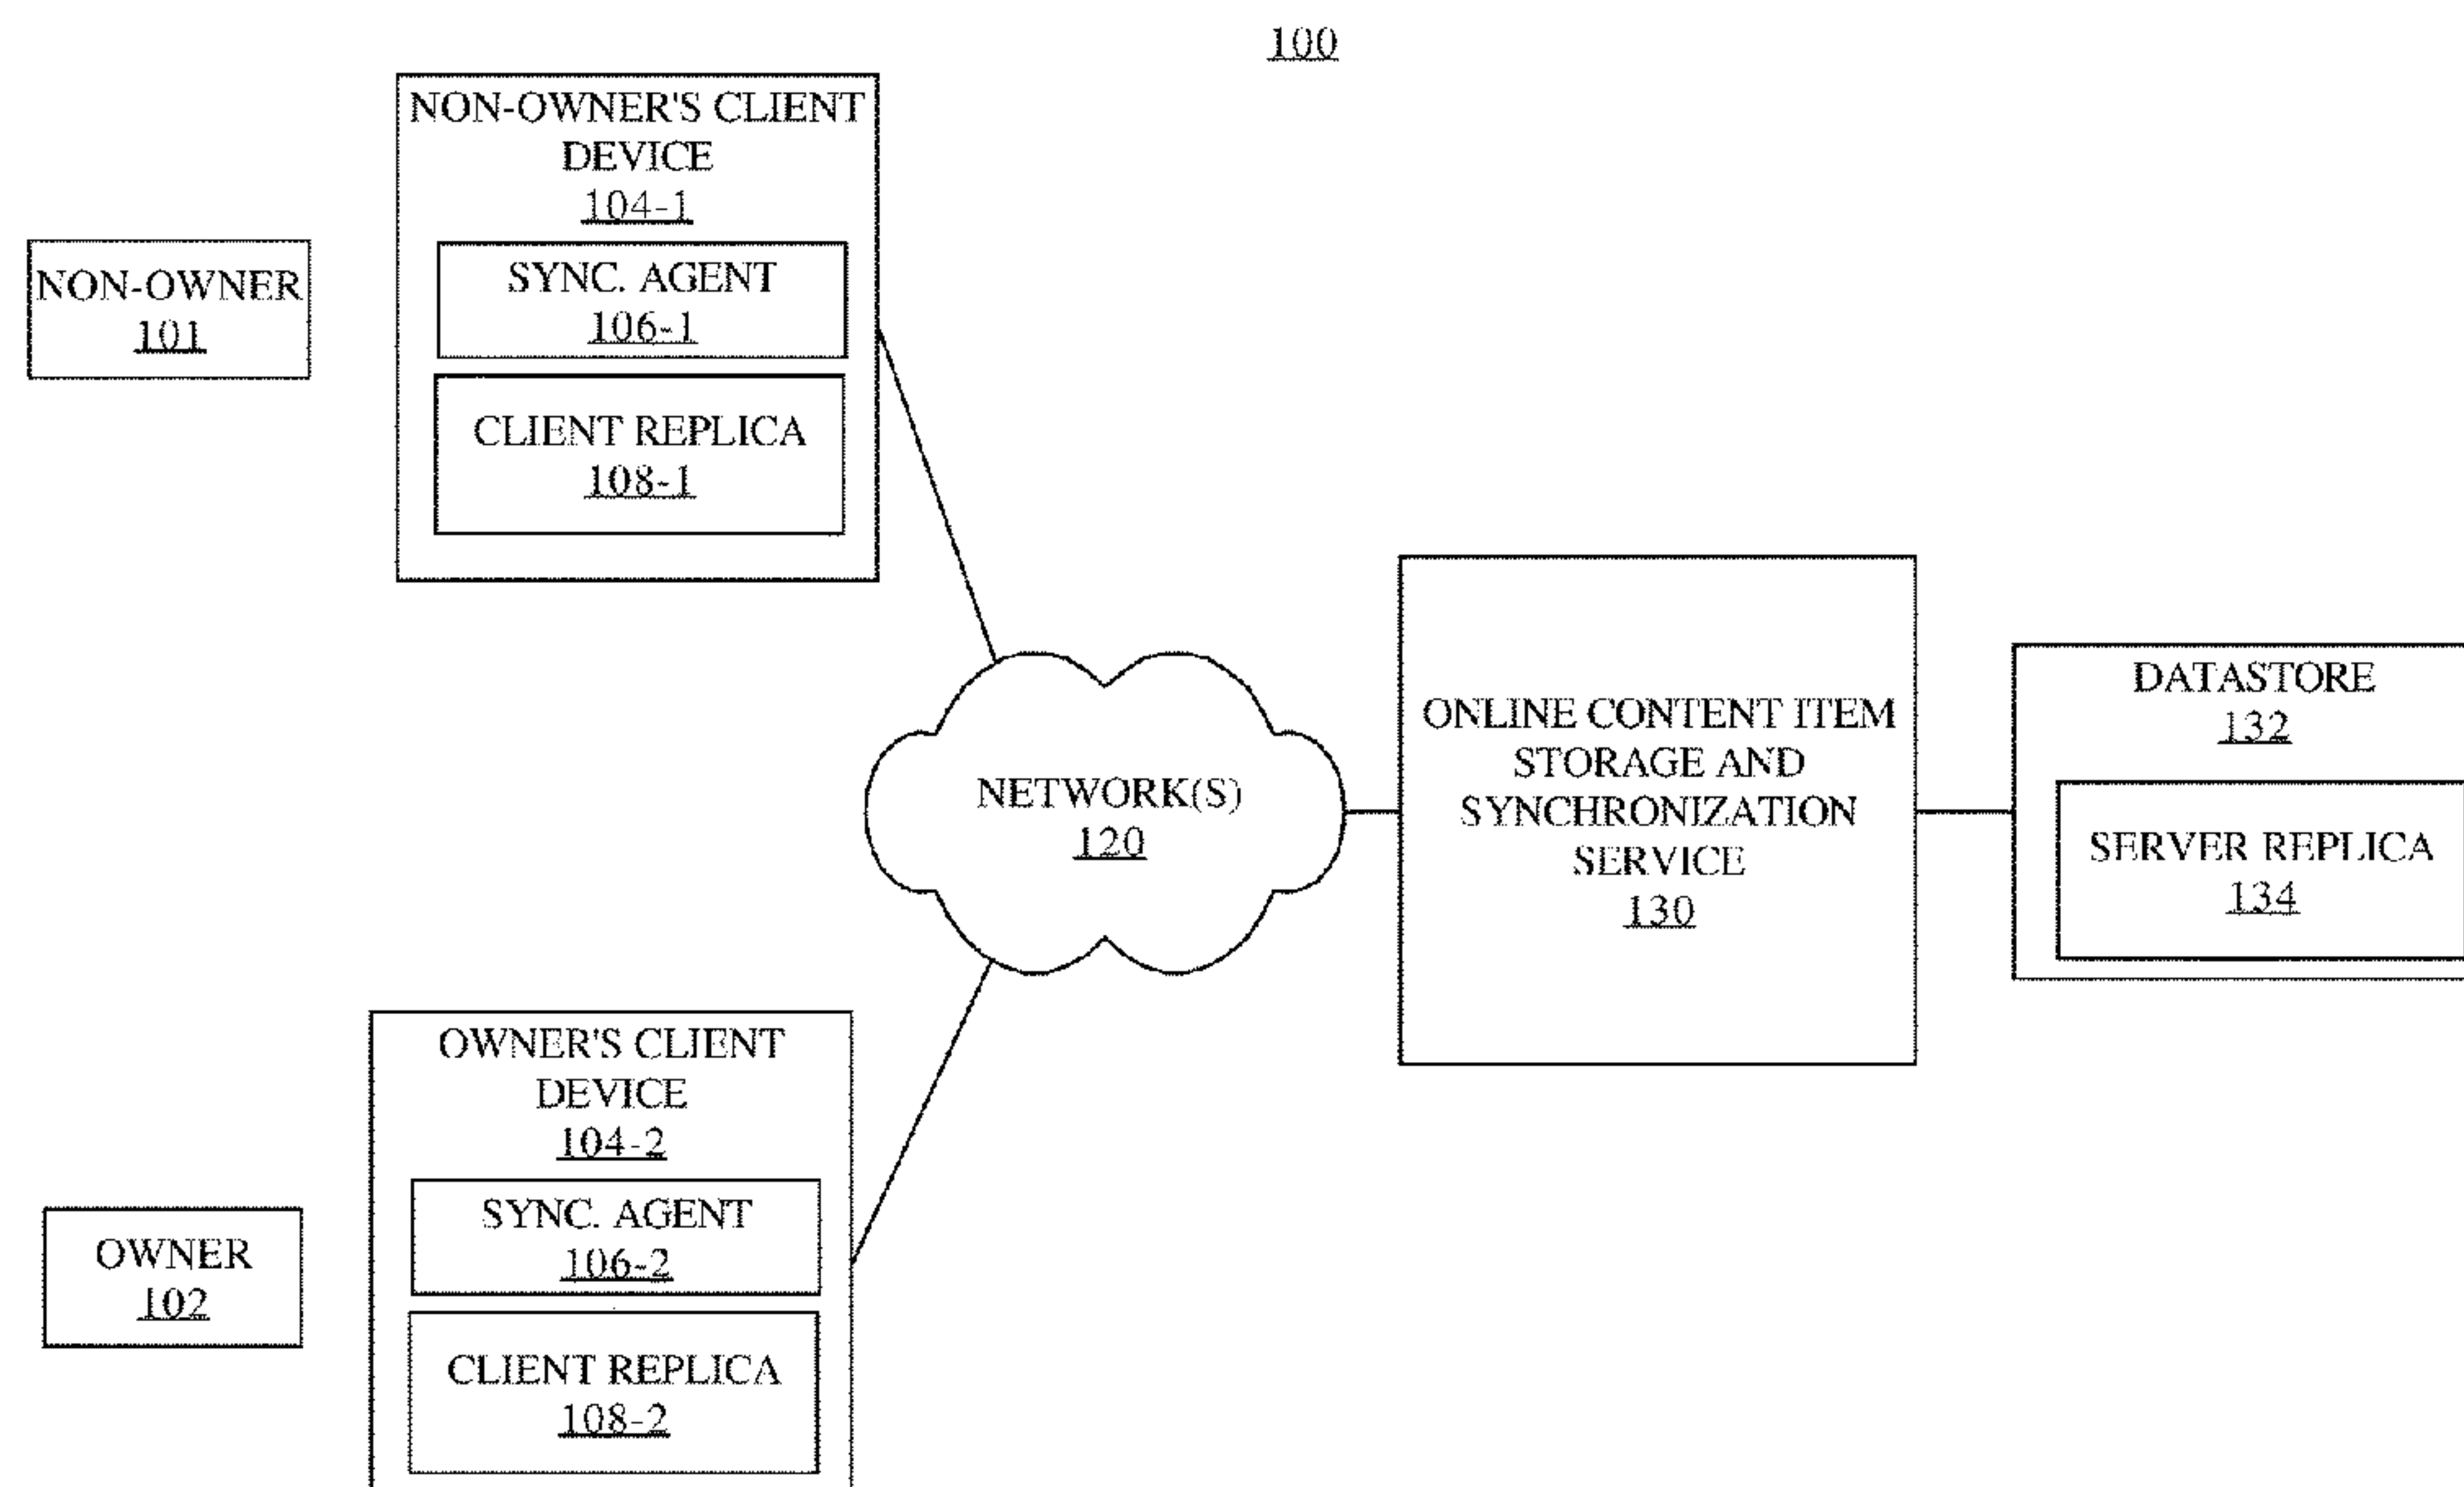 100
NON-OWNER'S CLIENT
DEVICE
104-1
SYNC. AGENT
106-1
CLIENT REPLICA
108-1
NON-OWNER
101
NETWORK(S)
120
ONLINE CONTENT ITEM
STORAGE AND
SYNCHRONIZATION
SERVICE
130
DATASTORE
132
SERVER REPLICA
134
OWNER'S CLIENT
DEVICE
104-2
SYNC. AGENT
106-2
CLIENT REPLICA
108-2
OWNER
102